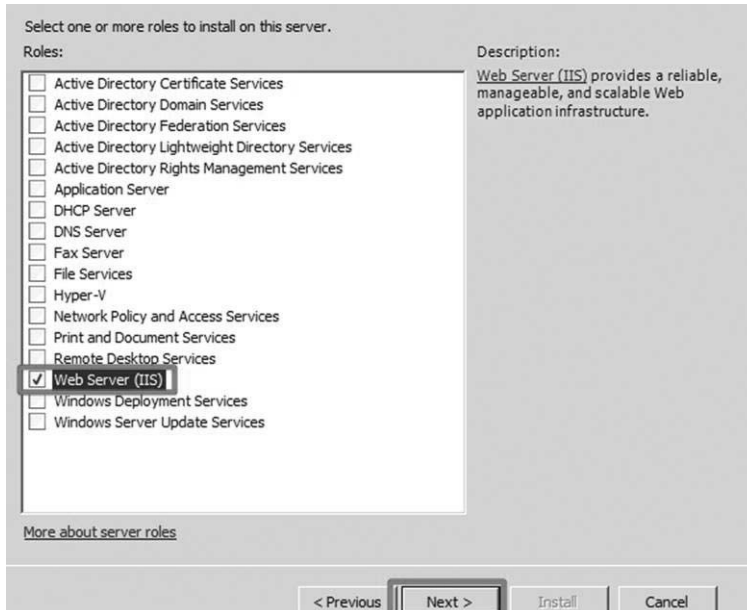 Select one or more roles to install on this server.
Roles:
Active Directory Certificate Services
Active Directory Domain Services
Active Directory Federation Services
Active Directory Lightweight Directory Services
Active Directory Rights Management Services
Application Server
DHCP Server
DNS Server
Fax Server
File Services
Hyper-V
Network Policy and Access Services
Print and Document Services
Remote Desktop Services
Web Server (IIS)
Windows Deployment Services
Windows Server Update Services
More about server roles
Description:
Web Server (IIS) provides a reliable,
manageable, and scalable Web
application infrastructure.
< Previous
Next >
Install
Cancel